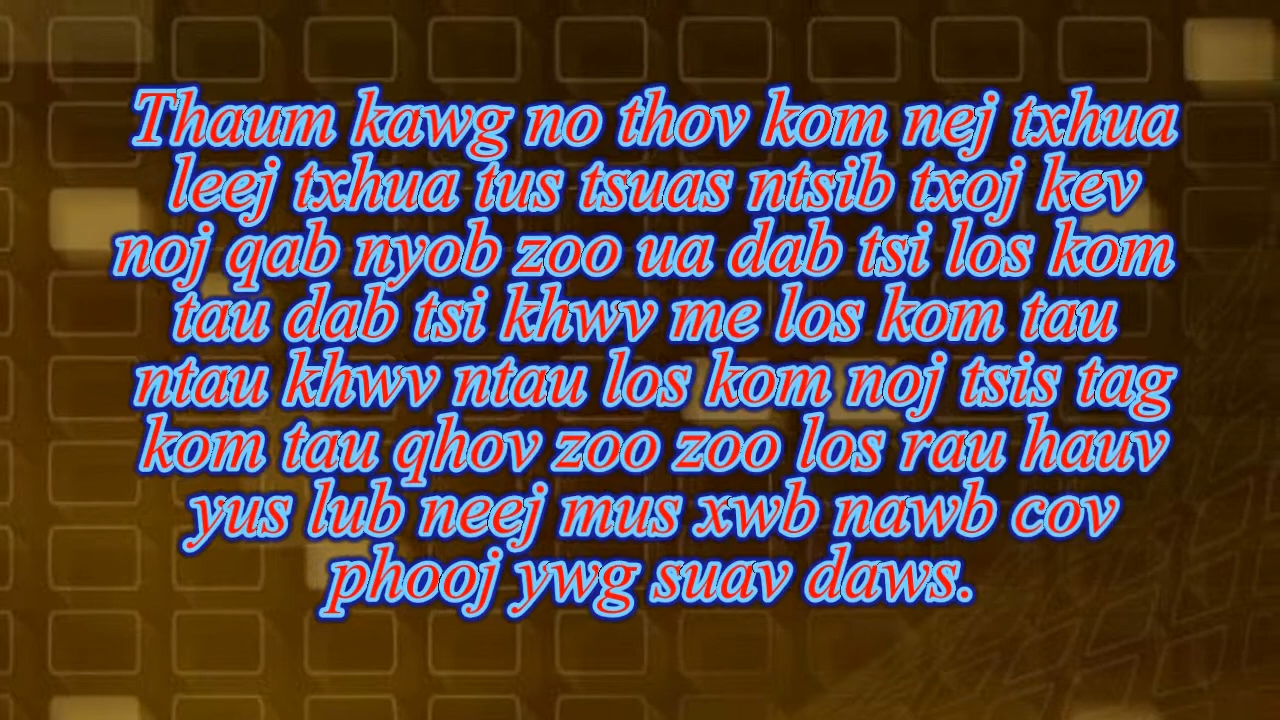 Thaum kawg no thov kom nej txhua
leej txhua tus tsuas ntsib txoj kev
noj qab nyob zoo ua dab tsi los kom
tau dab tsi khwv me los kom tau
ntau khwv ntau los kom noj tsis tag
kom tau qhov zoo zoo los rau hauv
yus lub neej mus xwb nawb cov
phooj ywg suav daws.